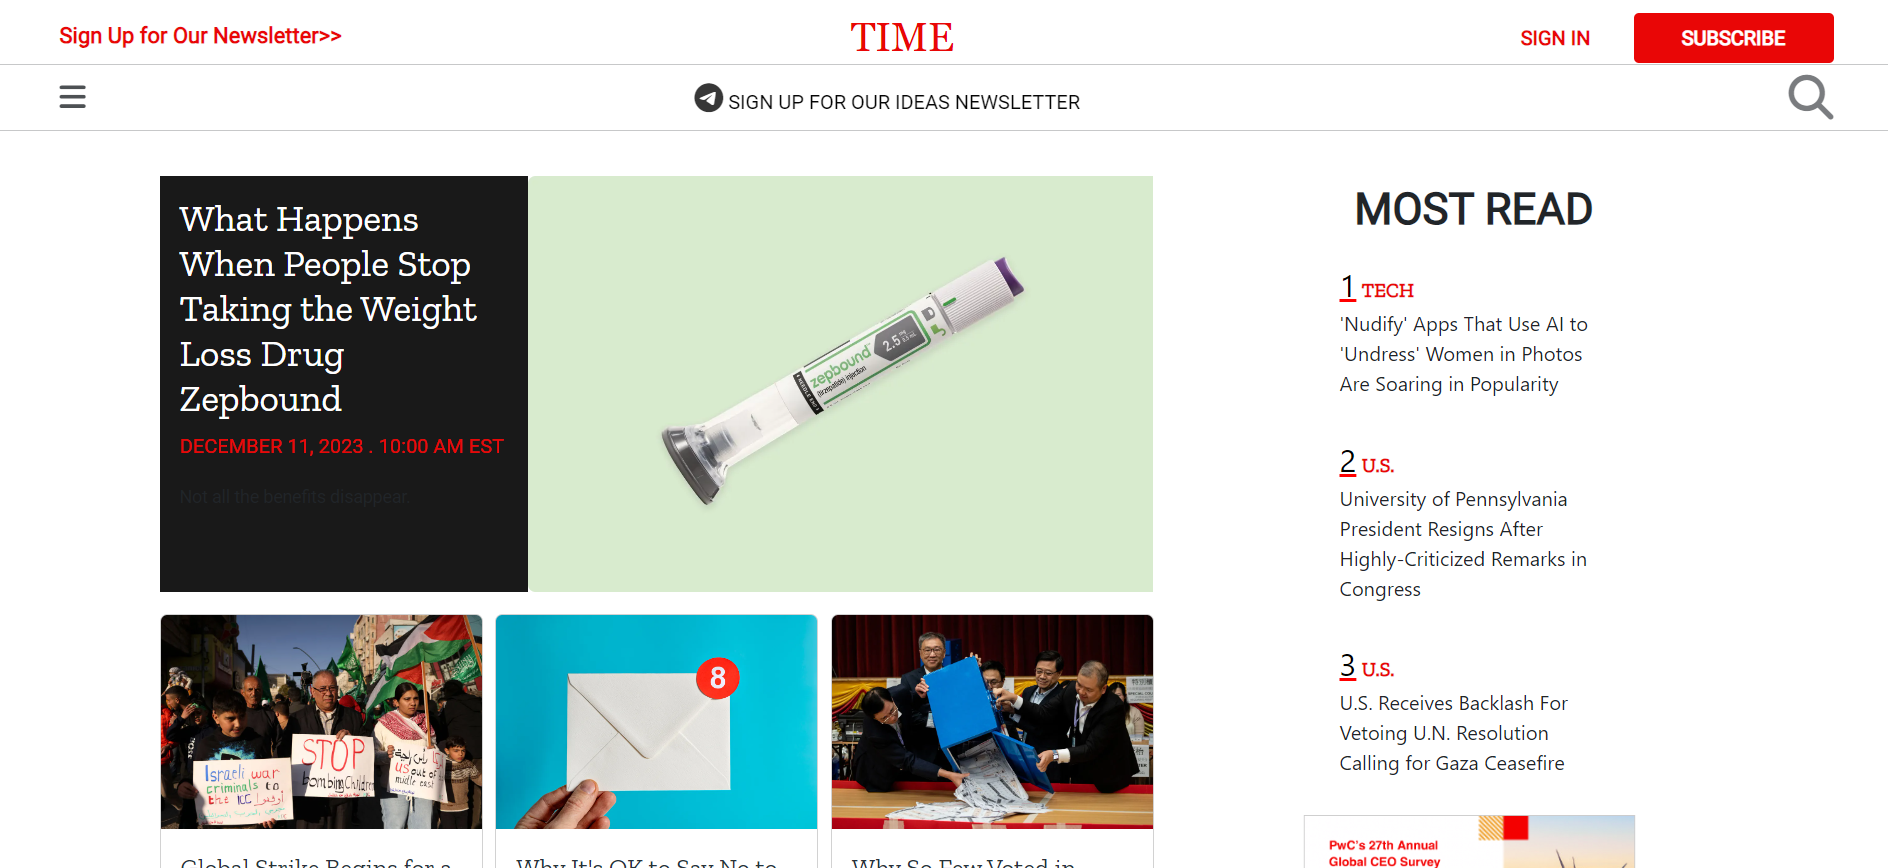 Sign Up for Our Newsletter>>
TIME
SIGN IN
SUBSCRIBE
SIGN UP FOR OUR IDEAS NEWSLETTER
What Happens
When People Stop
Taking the Weight
Loss Drug
Zepbound
DECEMBER 11, 2023 . 10:00 AM EST
Not all the benefits disappear.
zepbound
(tirzepatide) injection
2.5 mg
MOST READ
1 TECH
'Nudify' Apps That Use AI to
'Undress' Women in Photos
Are Soaring in Popularity
2 U.S.
University of Pennsylvania
President Resigns After
Highly-Criticized Remarks in
Congress
3 U.S.
U.S. Receives Backlash For
Vetoing U.N. Resolution
Calling for Gaza Ceasefire
Israeli war
criminals to
the ICC
STOP
bombing Children
US out of
middle east
8
Global Strike Begins for a
Why It's OK to Say No to
Why So Few Voted in
PwC's 27th Annual
Global CEO Survey